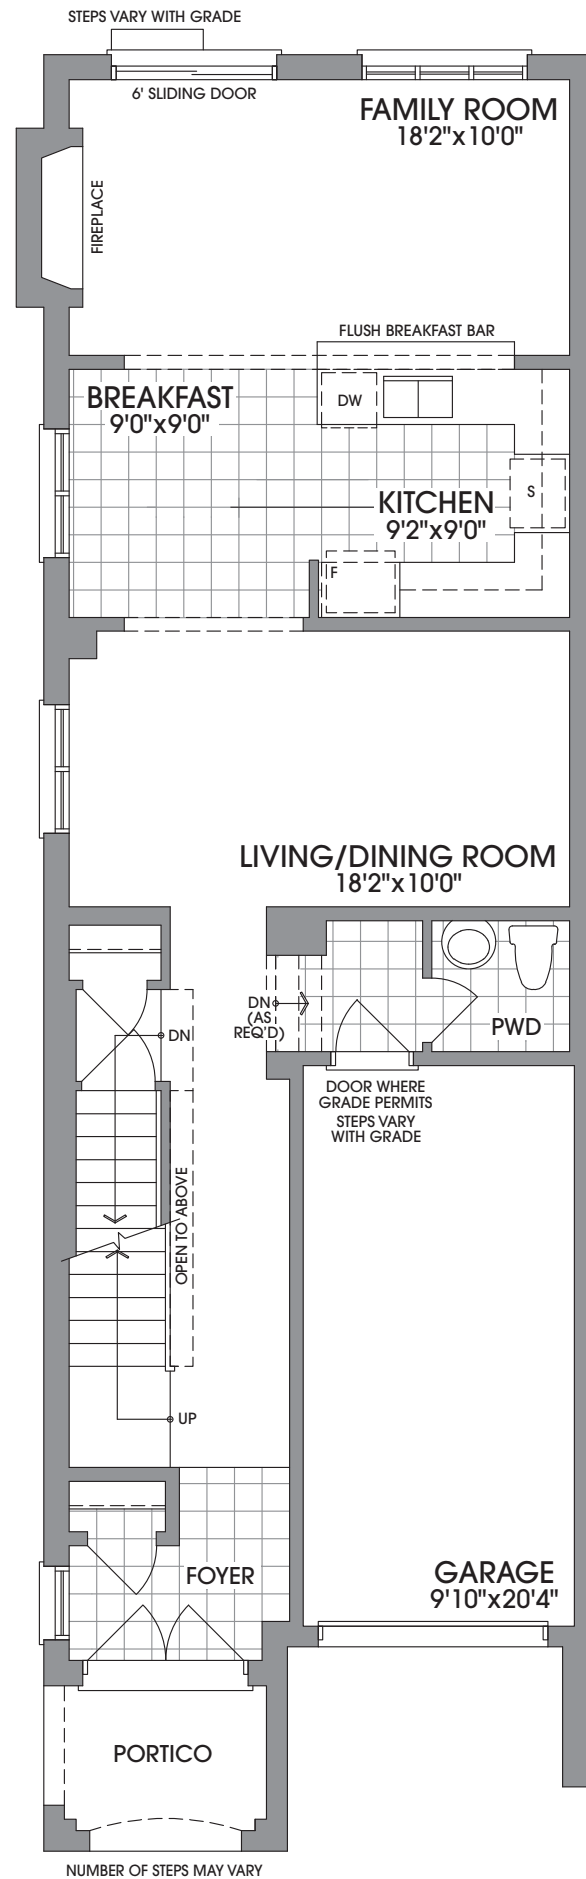 STEPS VARY WITH GRADE
6' SLIDING DOOR
FAMILY ROOM
18'2"x10'0"
FIREPLACE
FLUSH BREAKFAST BAR
BREAKFAST
9'0"x9'0"
DW
S
KITCHEN
9'2"x9'0"
F
LIVING/DINING ROOM
18'2"x10'0"
DN
(AS
REQ'D)
PWD
DN
DOOR WHERE
GRADE PERMITS
STEPS VARY
WITH GRADE
OPEN TO ABOVE
UP
FOYER
GARAGE
9'10"x20'4"
PORTICO
NUMBER OF STEPS MAY VARY